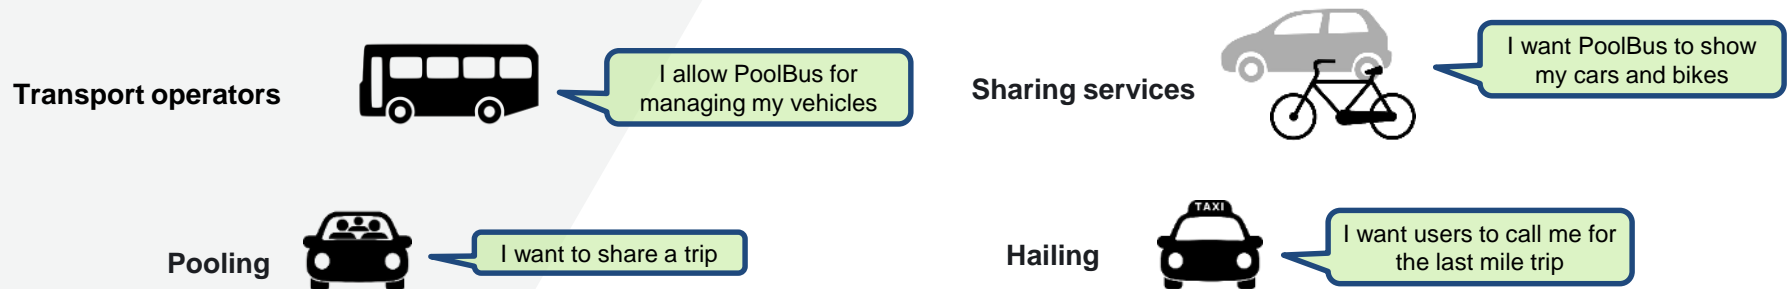 Transport operators
I allow PoolBus for
managing my vehicles
Sharing services
I want PoolBus to show
my cars and bikes
Pooling
I want to share a trip
Hailing
TAXI
I want users to call me for
the last mile trip